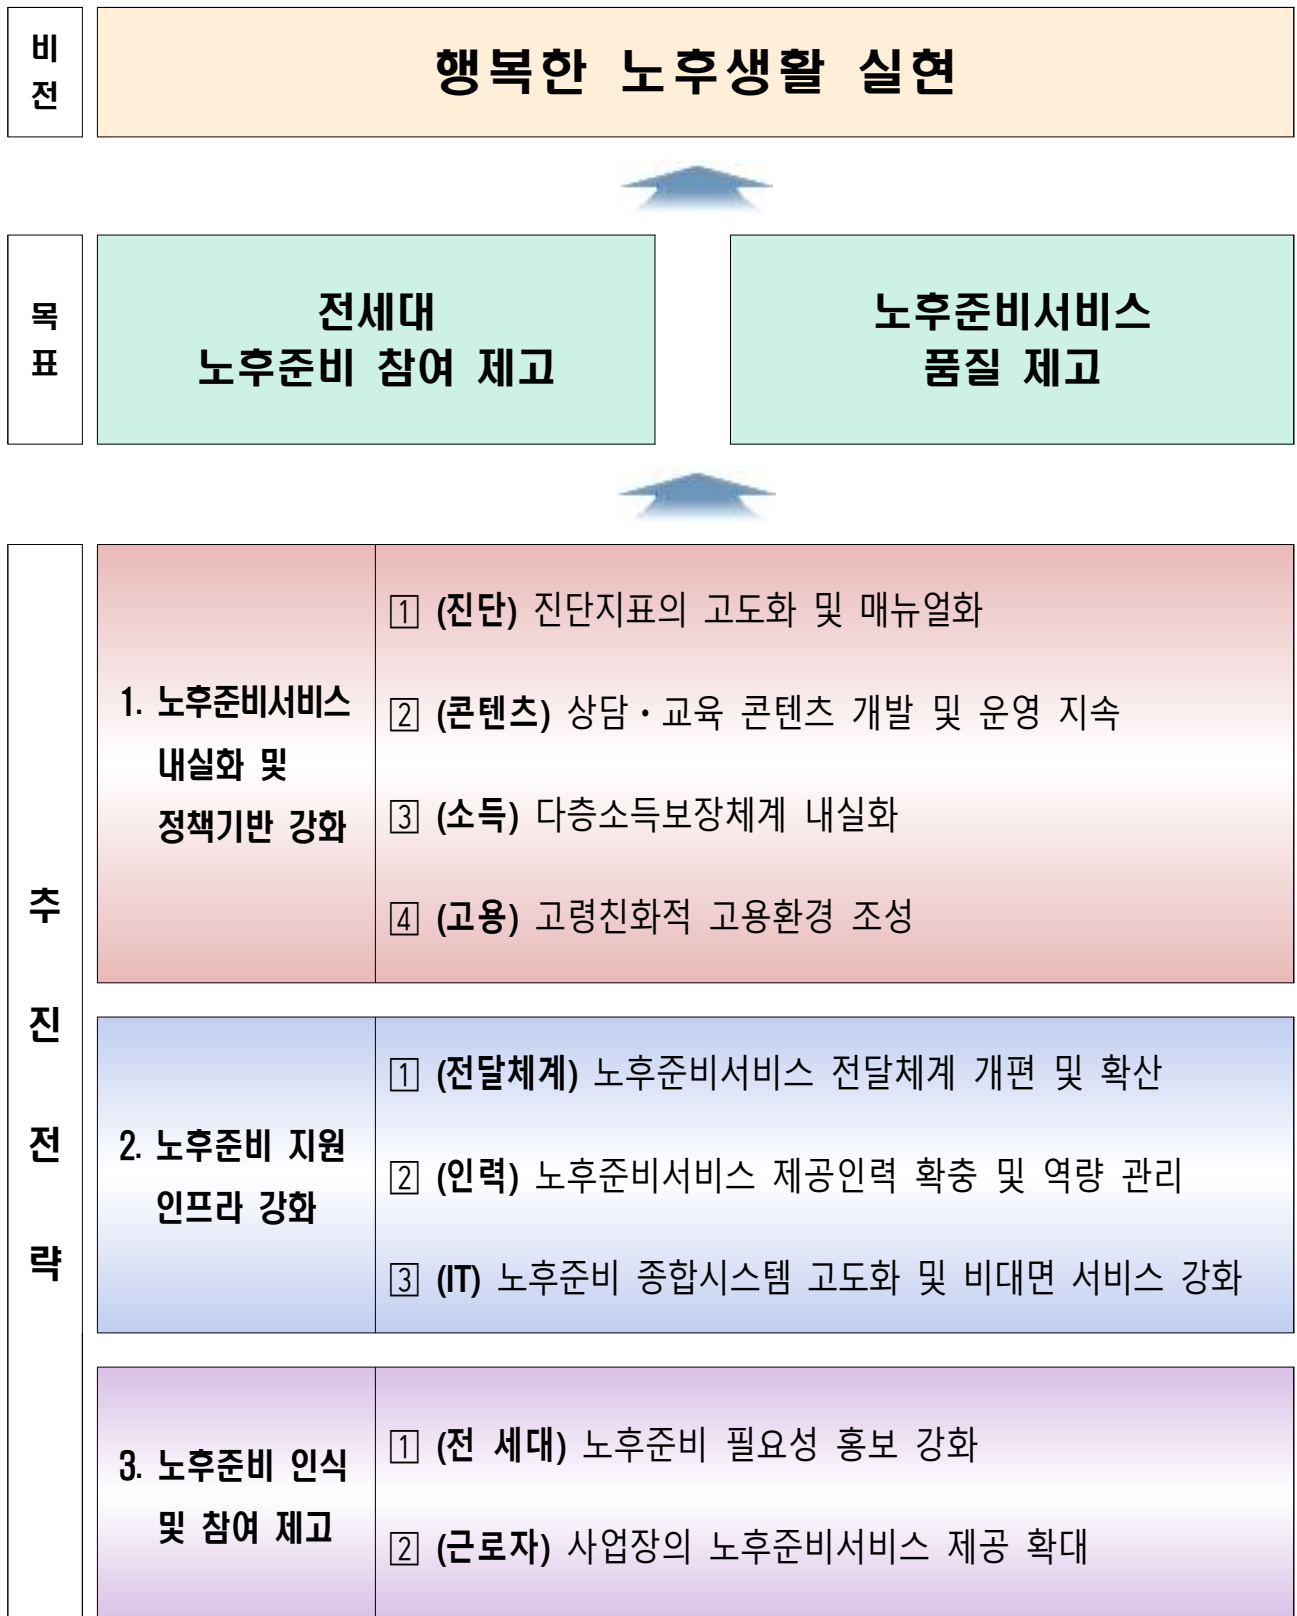 비
전
행복한 노후생활 실현
목
표
전세대
노후준비 참여 제고
노후준비서비스
품질 제고
추
진
전
략
1. 노후준비서비스
내실화 및
정책기반 강화
1 (진단) 진단지표의 고도화 및 매뉴얼화
2 (콘텐츠) 상담・교육 콘텐츠 개발 및 운영 지속
3 (소득) 다층소득보장체계 내실화
4 (고용) 고령친화적 고용환경 조성
2. 노후준비 지원
인프라 강화
1 (전달체계) 노후준비서비스 전달체계 개편 및 확산
2 (인력) 노후준비서비스 제공인력 확충 및 역량 관리
3 (IT) 노후준비 종합시스템 고도화 및 비대면 서비스 강화
3. 노후준비 인식
및 참여 제고
1 (전 세대) 노후준비 필요성 홍보 강화
2 (근로자) 사업장의 노후준비서비스 제공 확대